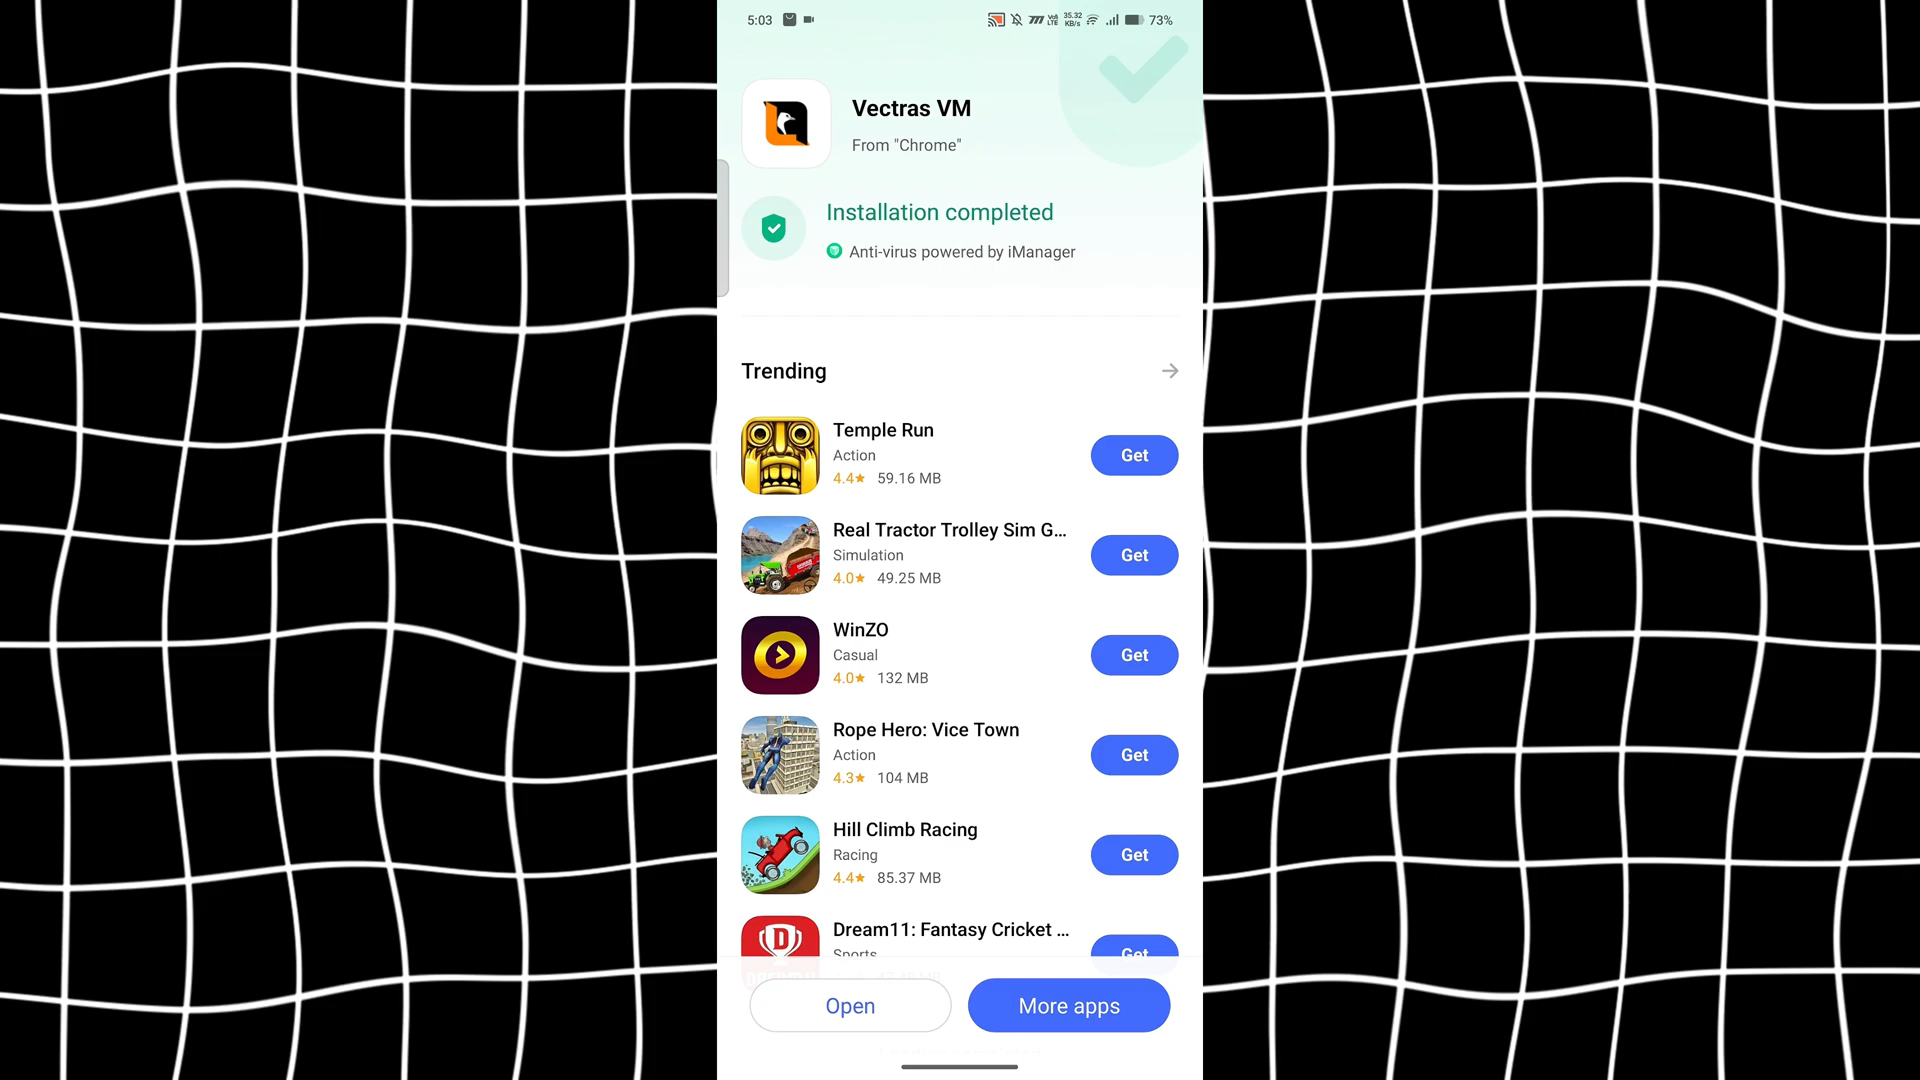 5:03
35.32
KB/s
73%
Vectras VM
From "Chrome"
Installation completed
Anti-virus powered by iManager
Trending
Temple Run
Action
4.4★ 59.16 MB
Get
Real Tractor Trolley Sim G...
Simulation
4.0★ 49.25 MB
Get
WinZO
Casual
4.0★ 132 MB
Get
Rope Hero: Vice Town
Action
4.3★ 104 MB
Get
Hill Climb Racing
Racing
4.4★ 85.37 MB
Get
Dream11: Fantasy Cricket ...
Sports
Get
Open
More apps